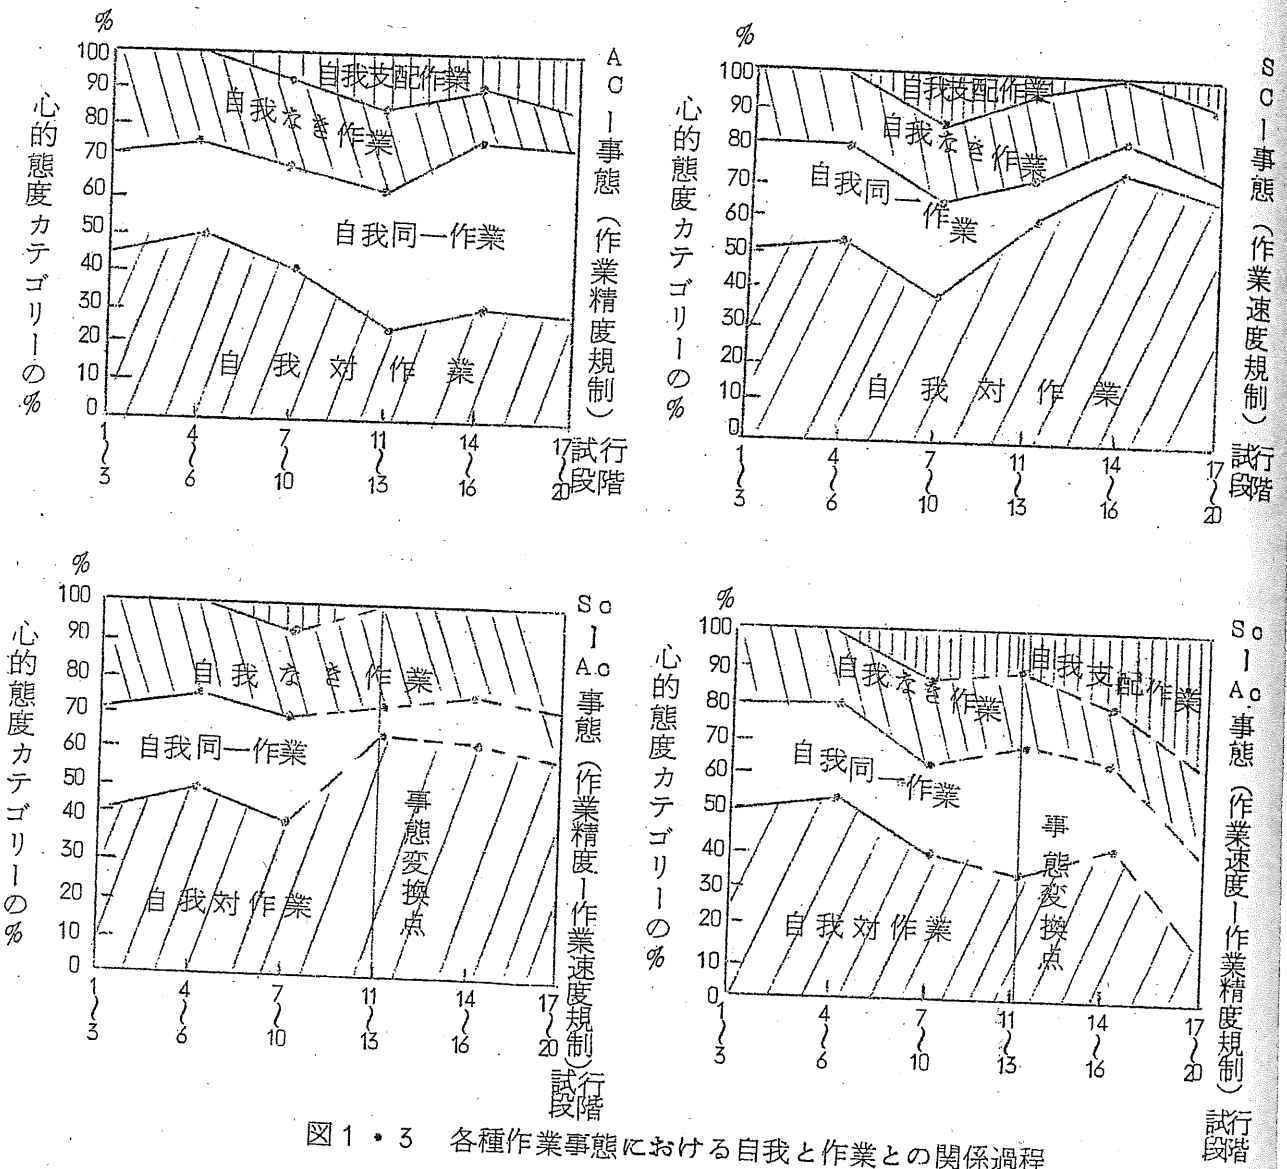 %
100
90
80
70
60
50
40
30
20
10
0
心的態度カテゴリーの%
自我支配作業
自我なき作業
自我同一作業
自我対作業
1〜3
4〜6
7〜10
11〜13
14〜16
17〜20
試行段階
AC－事態（作業精度規制）
%
100
90
80
70
60
50
40
30
20
10
0
心的態度カテゴリーの%
自我支配作業
自我なき作業
自我同一作業
自我対作業
1〜3
4〜6
7〜10
11〜13
14〜16
17〜20
試行段階
SC－事態（作業速度規制）
%
100
90
80
70
60
50
40
30
20
10
0
心的態度カテゴリーの%
自我なき作業
自我同一作業
自我対作業
事態変換点
1〜3
4〜6
7〜10
11〜13
14〜16
17〜20
試行段階
Sc－Ac事態（作業精度－作業速度規制）
%
100
90
80
70
60
50
40
30
20
10
0
心的態度カテゴリーの%
自我支配作業
自我なき作業
自我同一作業
自我対作業
事態変換点
1〜3
4〜6
7〜10
11〜13
14〜16
17〜20
試行段階
Sc－Ac事態（作業速度－作業精度規制）
図1・3　各種作業事態における自我と作業との関係過程